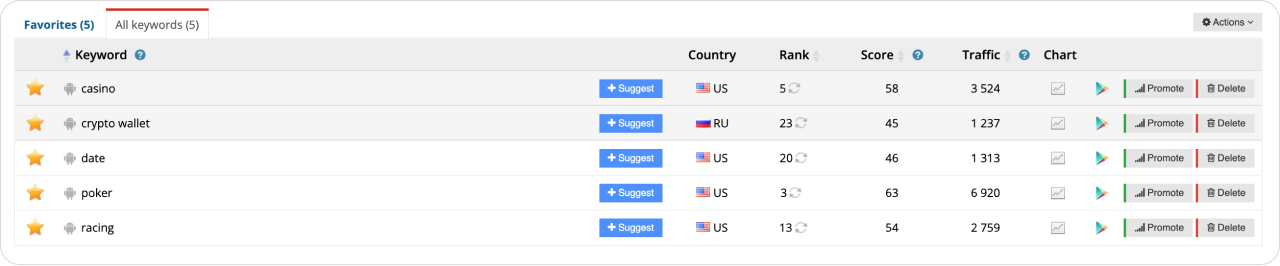 Favorites (5) All keywords (5) Actions
Keyword ? Country Rank Score ? Traffic ? Chart
casino + Suggest US 5 58 3 524 Promote Delete
crypto wallet + Suggest RU 23 45 1 237 Promote Delete
date + Suggest US 20 46 1 313 Promote Delete
poker + Suggest US 3 63 6 920 Promote Delete
racing + Suggest US 13 54 2 759 Promote Delete